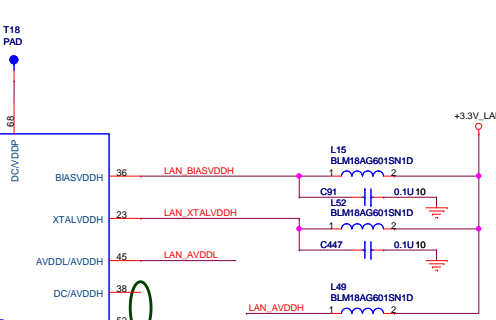 T18
PAD
68
DC/VDDP
+3.3V_LA
L15
BLM18AG601SN1D
BIASVDDH 36 LAN_BIASVDDH 1 2
C91 0.1U 10
L52
XTALVDDH 23 LAN_XTALVDDH BLM18AG601SN1D
1 2
C447 0.1U 10
AVDDL/AVDDH 45 LAN_AVDDL
DC/AVDDH 38
L49
BLM18AG601SN1D
LAN_AVDDH 1 2